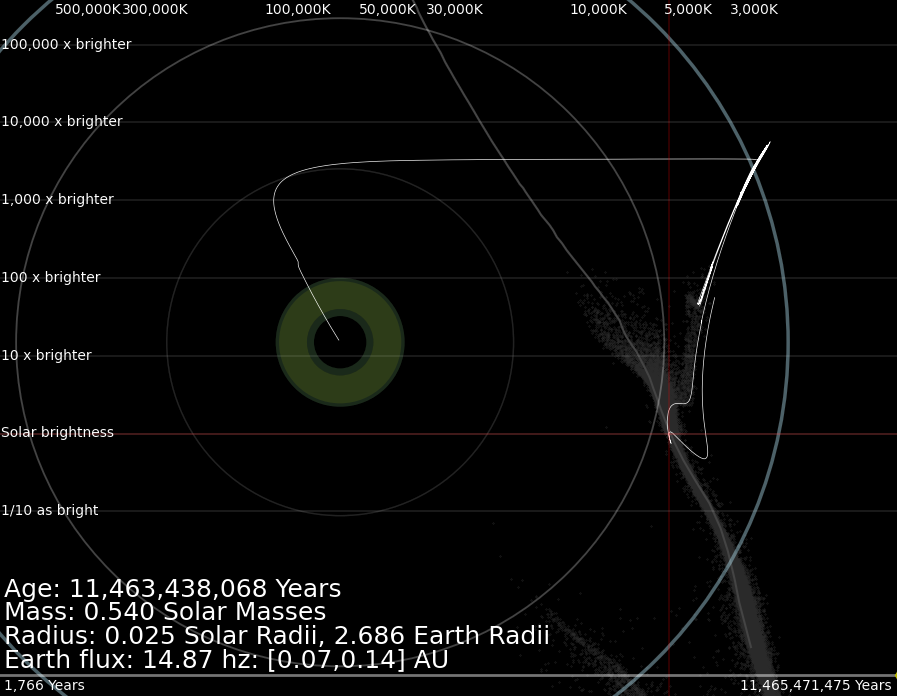 500,000K 300,000K 100,000K 50,000K 30,000K 10,000K 5,000K 3,000K
100,000 x brighter
10,000 x brighter
1,000 x brighter
100 x brighter
10 x brighter
Solar brightness
1/10 as bright
Age: 11,463,438,068 Years
Mass: 0.540 Solar Masses
Radius: 0.025 Solar Radii, 2.686 Earth Radii
Earth flux: 14.87 hz: [0.07,0.14] AU
1,766 Years 11,465,471,475 Years